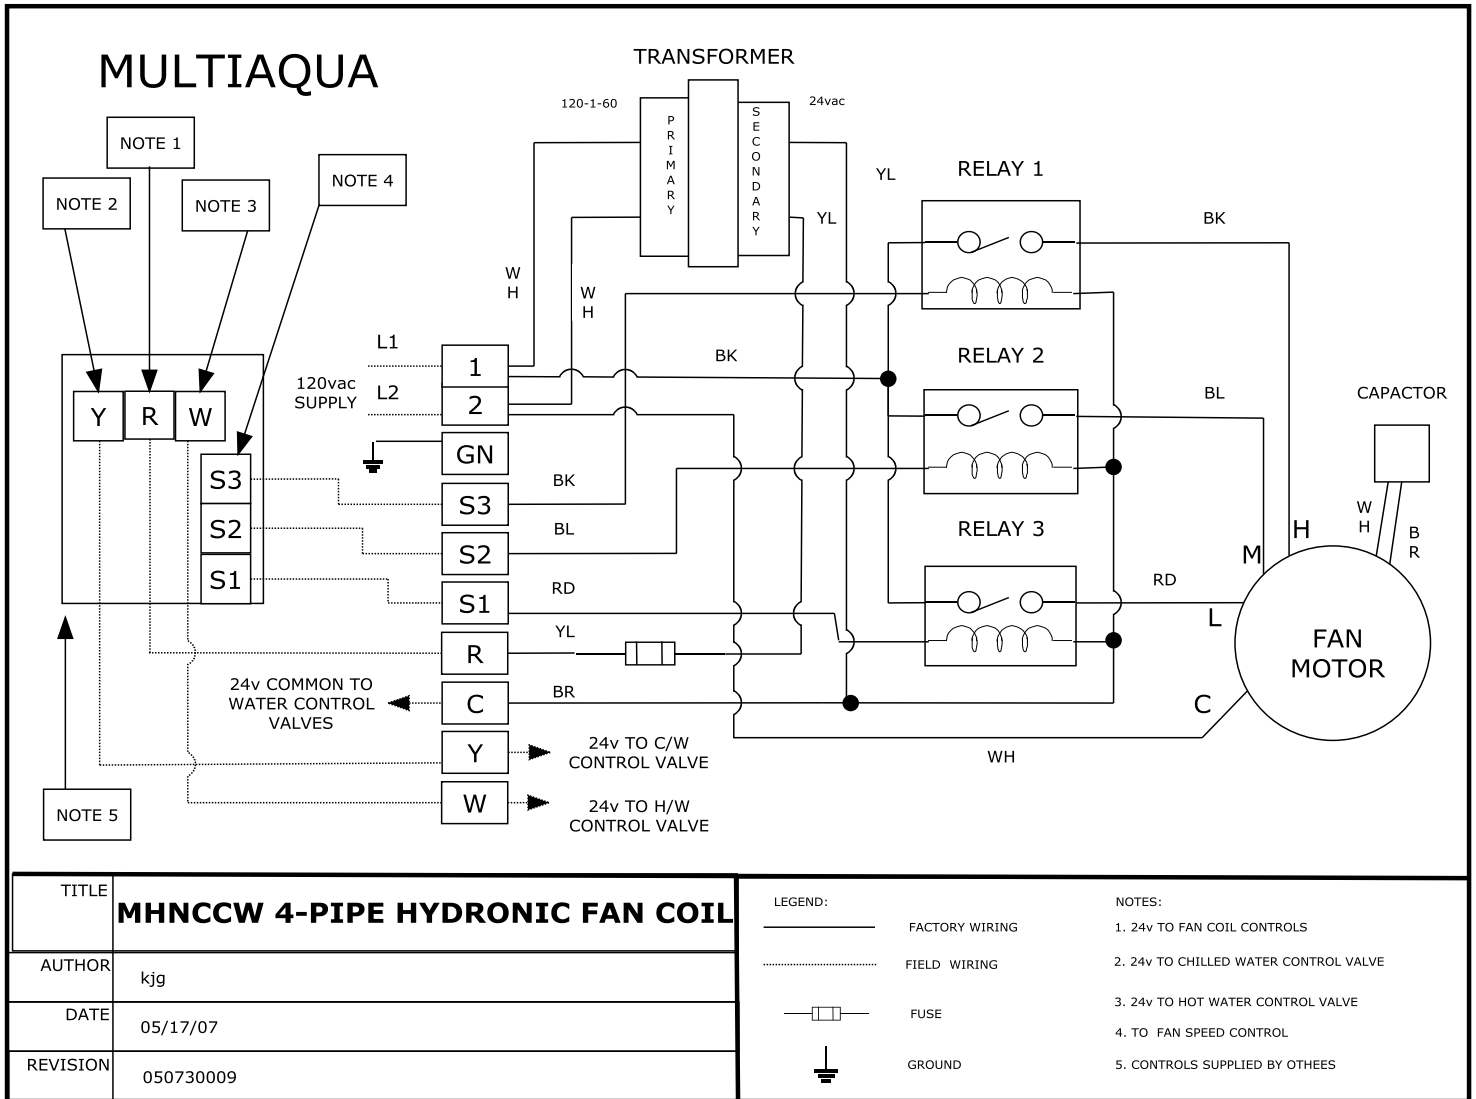 MULTIAQUA
TRANSFORMER
120-1-60
24vac
PRIMARY
SECONDARY
NOTE 1
NOTE 2
NOTE 3
NOTE 4
YL
YL
RELAY 1
BK
WH
WH
L1
120vac
SUPPLY
L2
1
2
GN
BK
RELAY 2
BL
CAPACTOR
Y
R
W
S3
S2
S1
S3
BK
S2
BL
S1
RD
R
YL
C
BR
Y
W
RELAY 3
RD
WH
BR
H
M
L
C
FAN
MOTOR
24v COMMON TO
WATER CONTROL
VALVES
24v TO C/W
CONTROL VALVE
WH
24v TO H/W
CONTROL VALVE
NOTE 5
TITLE
MHNCCW 4-PIPE HYDRONIC FAN COIL
AUTHOR
kjg
DATE
05/17/07
REVISION
050730009
LEGEND:
FACTORY WIRING
FIELD WIRING
FUSE
GROUND
NOTES:
1. 24v TO FAN COIL CONTROLS
2. 24v TO CHILLED WATER CONTROL VALVE
3. 24v TO HOT WATER CONTROL VALVE
4. TO FAN SPEED CONTROL
5. CONTROLS SUPPLIED BY OTHEES